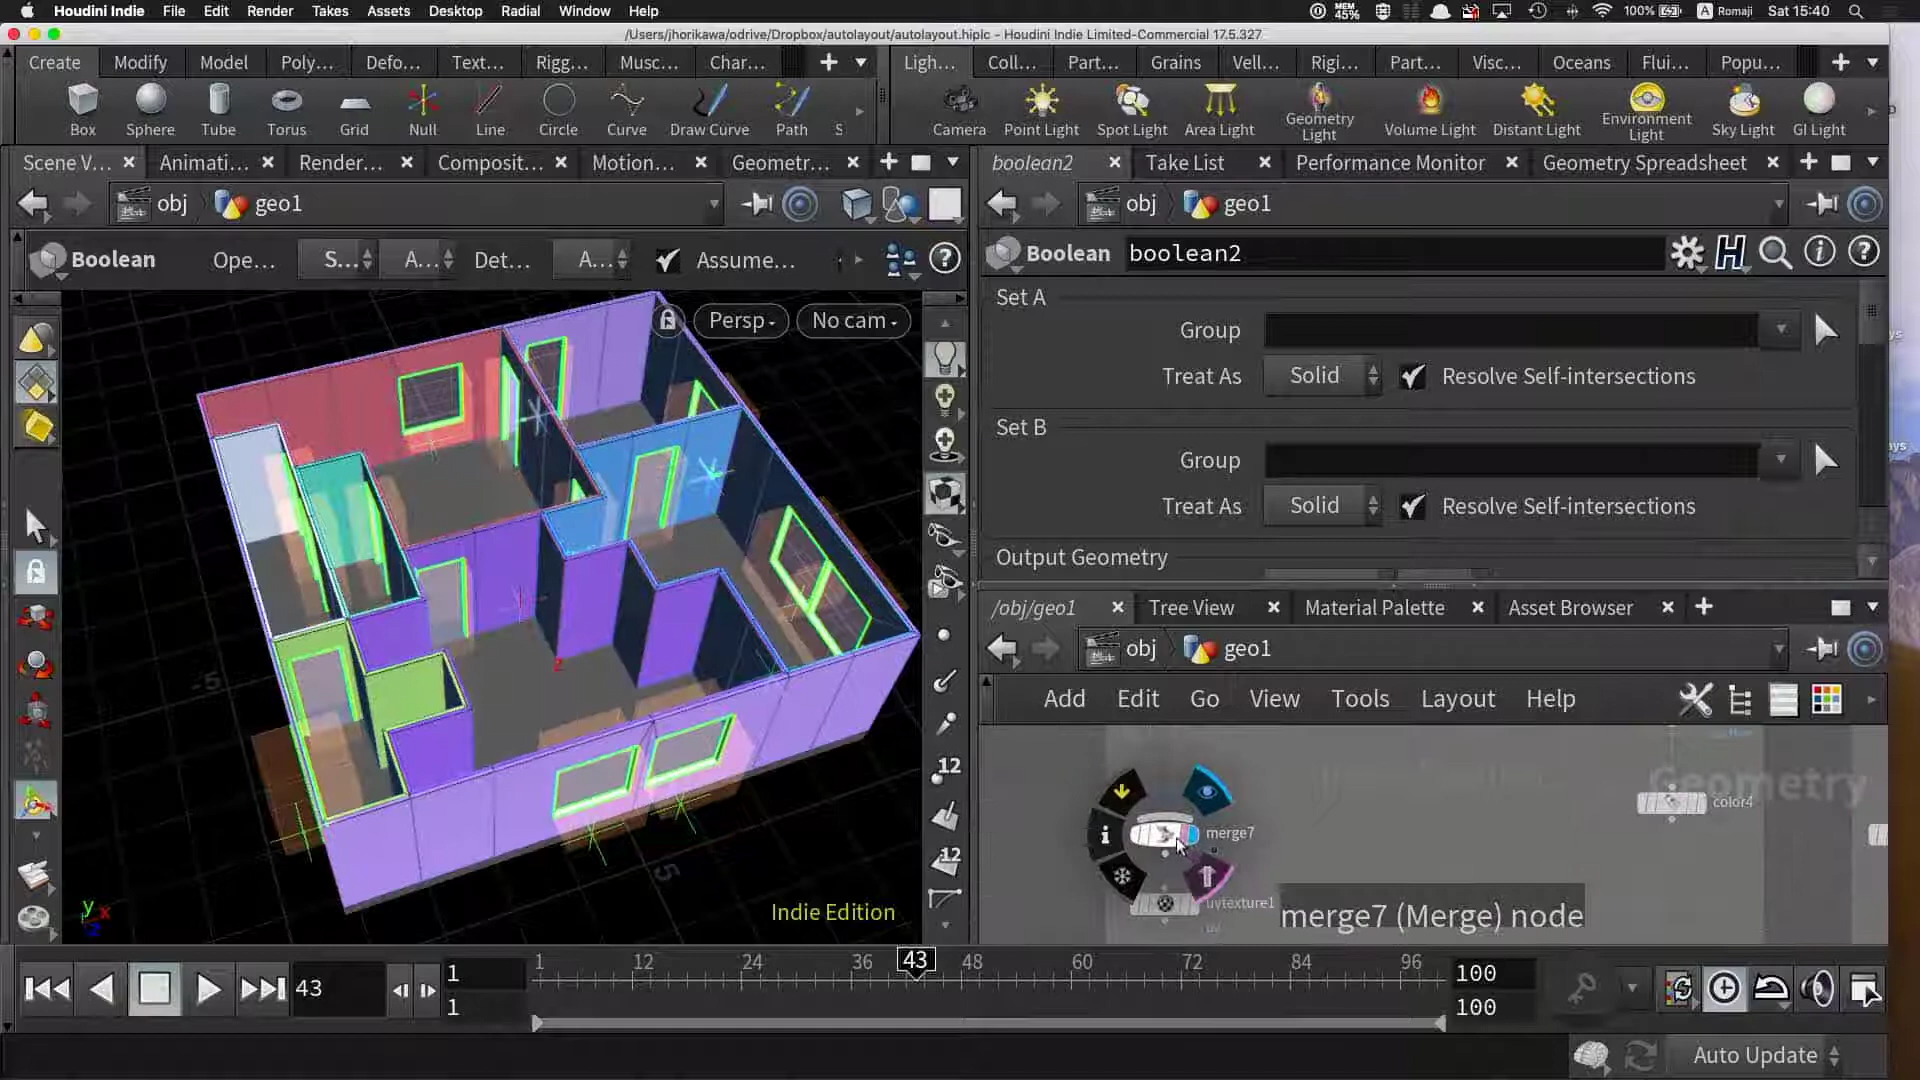 Houdini Indie File Edit Render Takes Assets Desktop Radial Window Help MEM 45% 100% A Romaji Sat 15:40
/Users/jhorikawa/odrive/Dropbox/autolayout/autolayout.hiplc - Houdini Indie Limited-Commercial 17.5.327
Create Modify Model Poly... Defo... Text... Rigg... Musc... Char... Ligh... Coll... Part... Grains Vell... Rigi... Part... Visc... Oceans Flui... Popu...
Box Sphere Tube Torus Grid Null Line Circle Curve Draw Curve Path S Camera Point Light Spot Light Area Light Geometry Light Volume Light Distant Light Environment Light Sky Light GI Light
Scene V... Animati... Render... Composit... Motion... Geometr... boolean2 Take List Performance Monitor Geometry Spreadsheet
obj geo1 obj geo1
Boolean Ope... S... A... Det... A... Assume... Boolean boolean2
Persp No cam
Set A
Group
Treat As Solid Resolve Self-intersections
Set B
Group
Treat As Solid Resolve Self-intersections
Output Geometry
/obj/geo1 Tree View Material Palette Asset Browser
obj geo1
Add Edit Go View Tools Layout Help
-5
z
5
12
12
y x
z
Indie Edition
Geometry
color4
merge7
uvtexture1
uv
merge7 (Merge) node
43 1 1 12 24 36 43 48 60 72 84 96 100
1 100
Auto Update